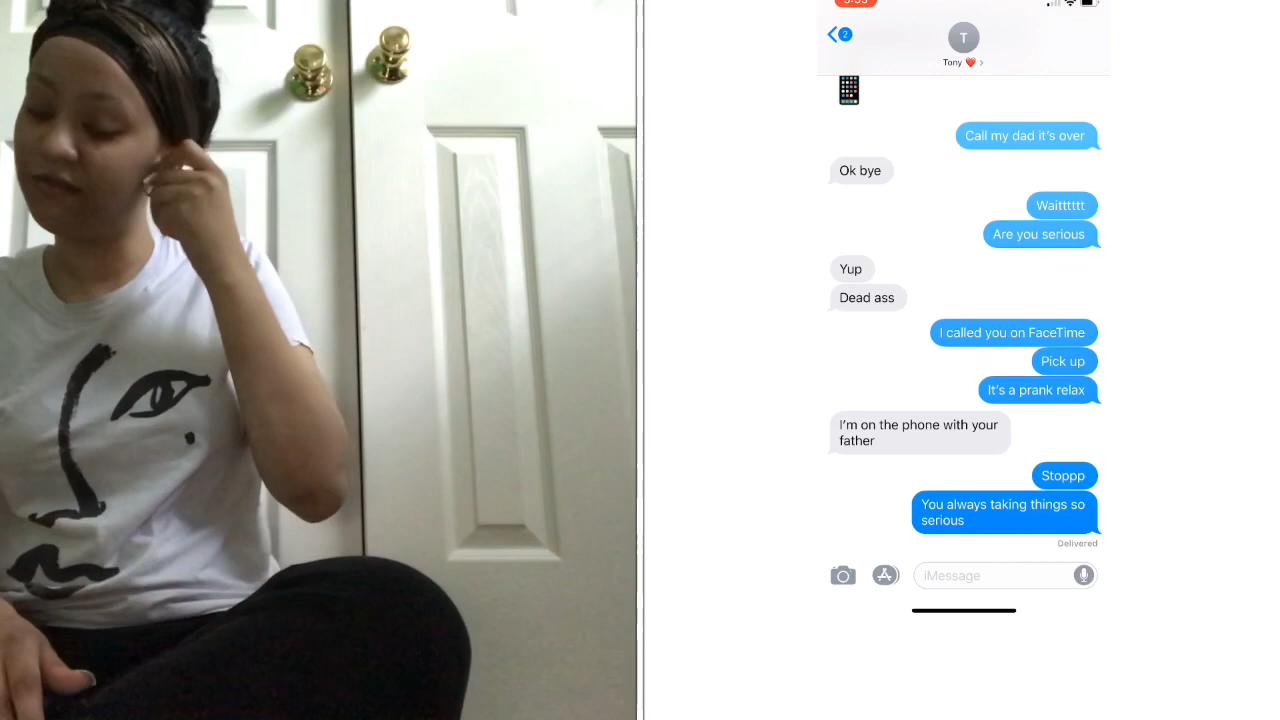 2
T
Tony ❤️ >
Call my dad it's over
Ok bye
Waitttttt
Are you serious
Yup
Dead ass
I called you on FaceTime
Pick up
It's a prank relax
I'm on the phone with your
father
Stoppp
You always taking things so
serious
Delivered
iMessage